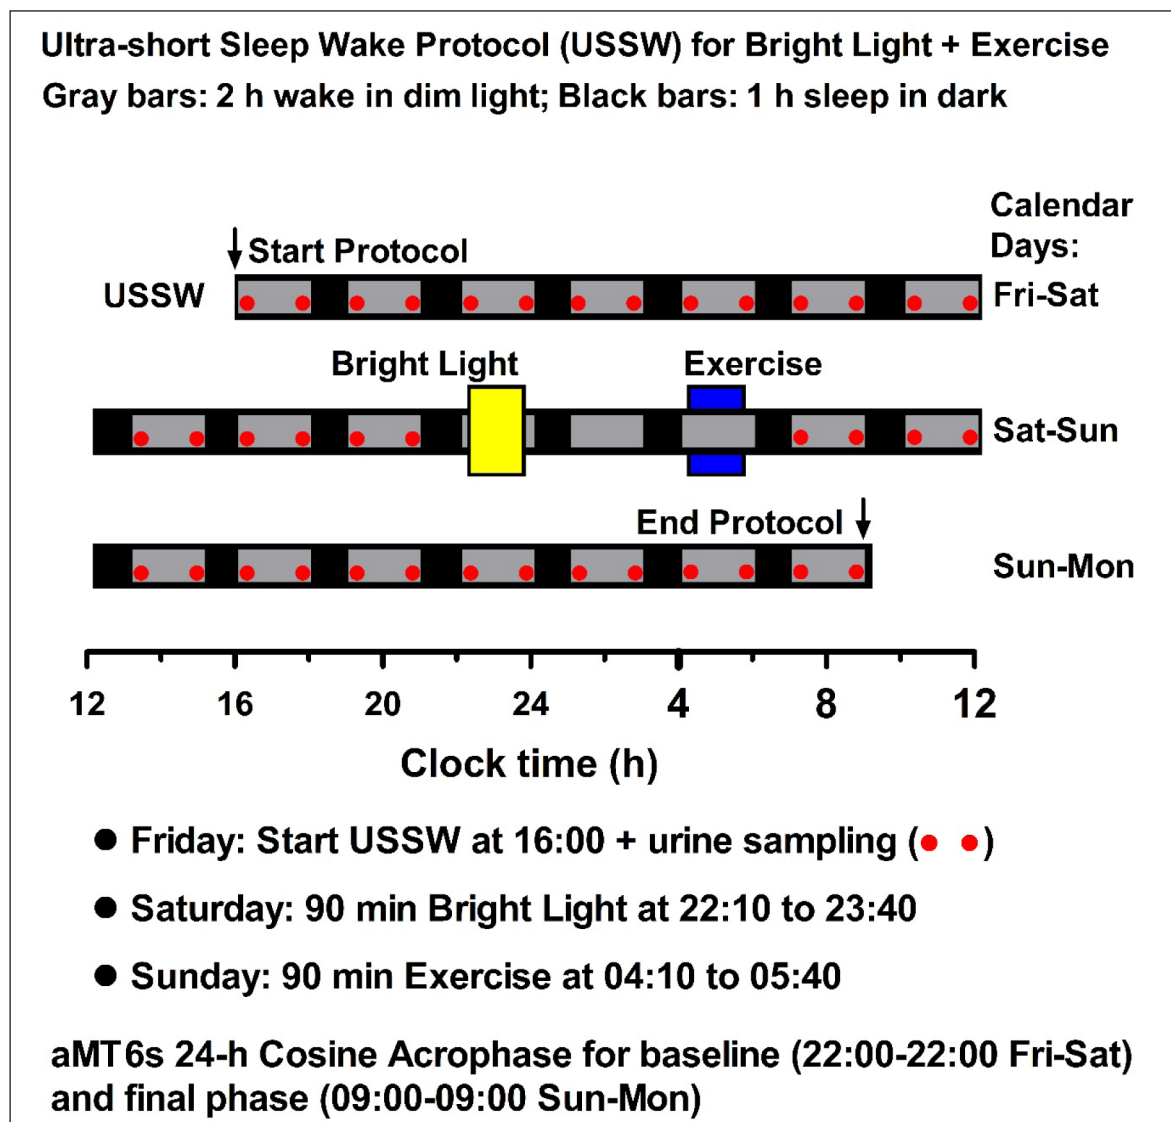 Ultra-short Sleep Wake Protocol (USSW) for Bright Light + Exercise
Gray bars: 2 h wake in dim light; Black bars: 1 h sleep in dark
Calendar
Days:
Start Protocol
USSW
Fri-Sat
Bright Light
Exercise
Sat-Sun
End Protocol
Sun-Mon
12 16 20 24 4 8 12
Clock time (h)
● Friday: Start USSW at 16:00 + urine sampling (● ●)
● Saturday: 90 min Bright Light at 22:10 to 23:40
● Sunday: 90 min Exercise at 04:10 to 05:40
aMT6s 24-h Cosine Acrophase for baseline (22:00-22:00 Fri-Sat)
and final phase (09:00-09:00 Sun-Mon)